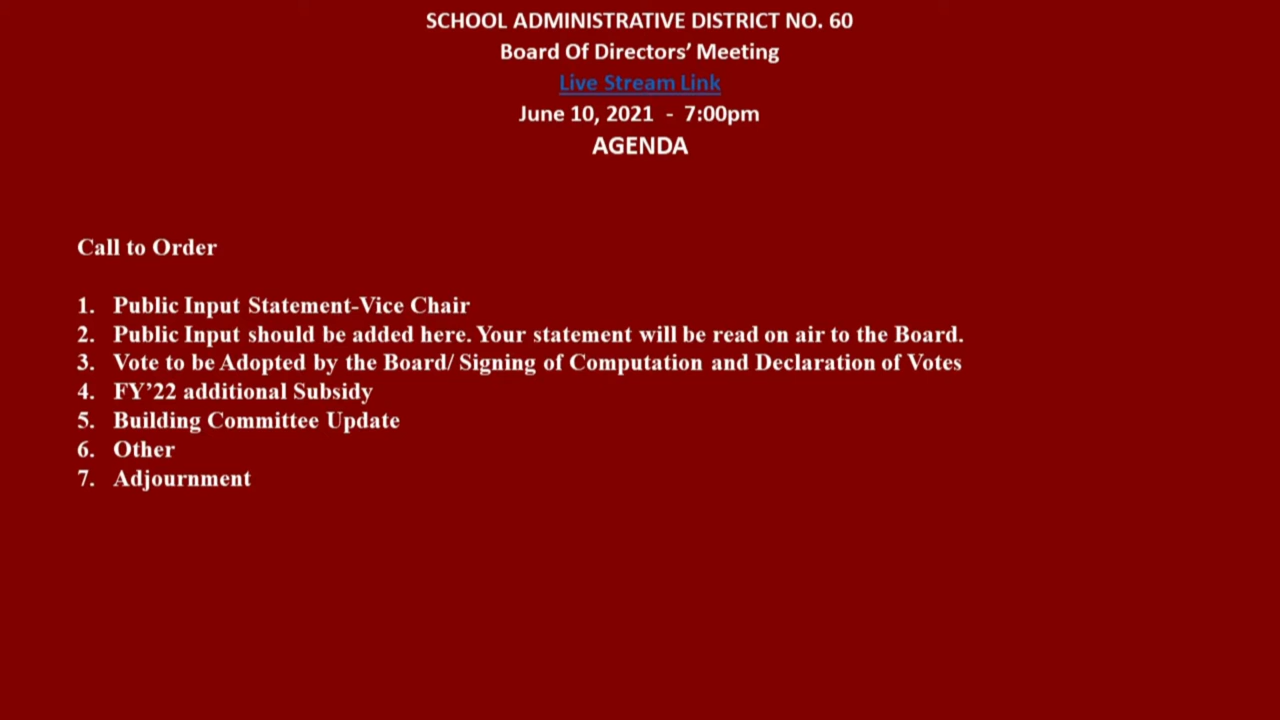 SCHOOL ADMINISTRATIVE DISTRICT NO. 60
Board Of Directors’ Meeting
Live Stream Link
June 10, 2021 - 7:00pm
AGENDA
Call to Order
1. Public Input Statement-Vice Chair
2. Public Input should be added here. Your statement will be read on air to the Board.
3. Vote to be Adopted by the Board/ Signing of Computation and Declaration of Votes
4. FY’22 additional Subsidy
5. Building Committee Update
6. Other
7. Adjournment